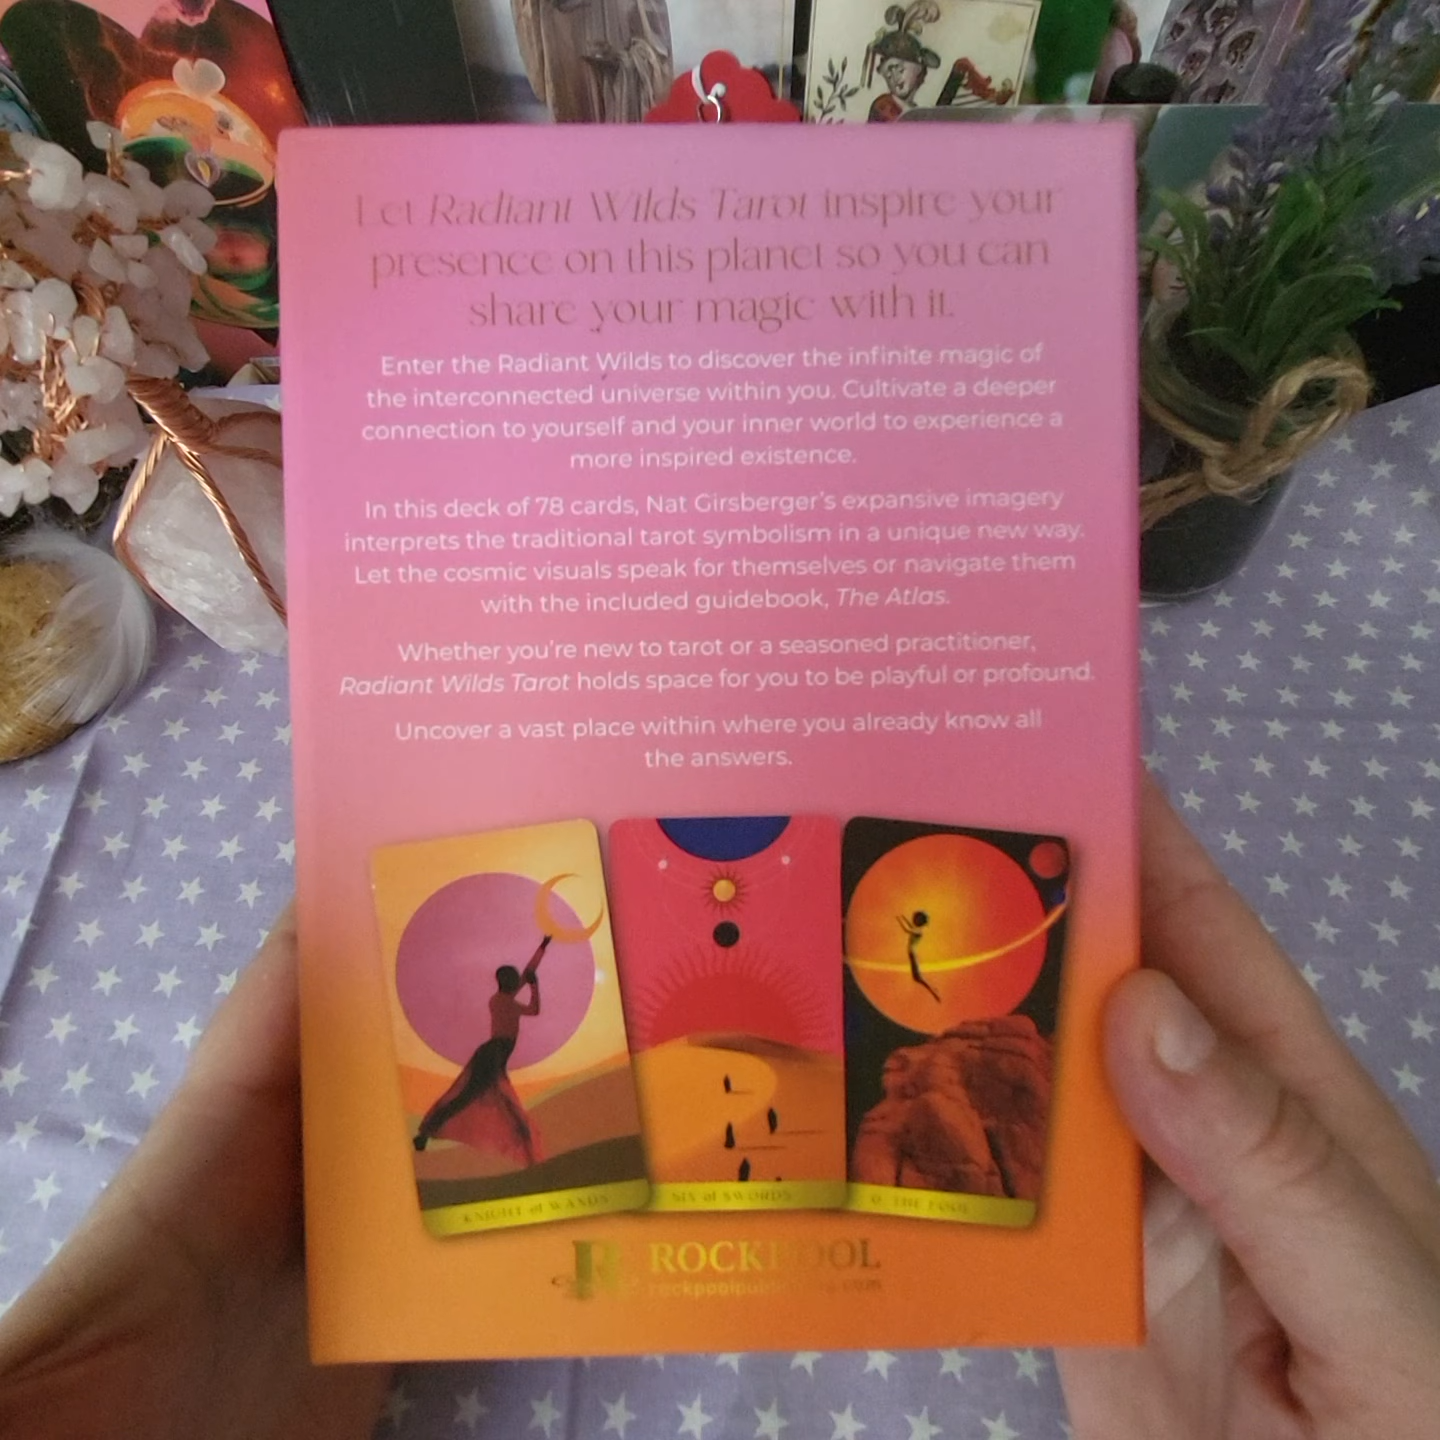 Let Radiant Wilds Tarot inspire your
presence on this planet so you can
share your magic with it.
Enter the Radiant Wilds to discover the infinite magic of
the interconnected universe within you. Cultivate a deeper
connection to yourself and your inner world to experience a
more inspired existence.
In this deck of 78 cards, Nat Girsberger's expansive imagery
interprets the traditional tarot symbolism in a unique new way.
Let the cosmic visuals speak for themselves or navigate them
with the included guidebook, The Atlas.
Whether you're new to tarot or a seasoned practitioner,
Radiant Wilds Tarot holds space for you to be playful or profound.
Uncover a vast place within where you already know all
the answers.
KNIGHT of WANDS
SIX of SWORDS
0. THE FOOL
R ROCKPOOL